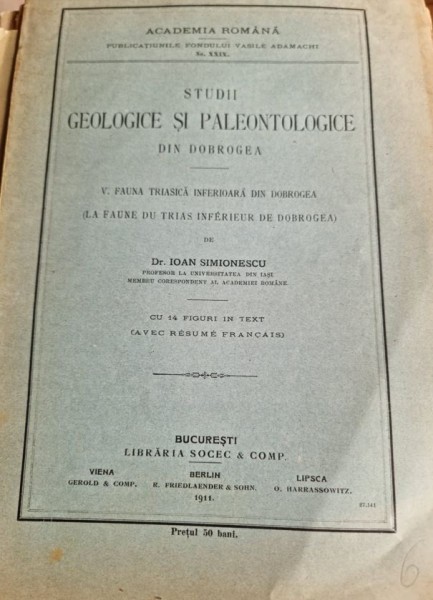 ACADEMIA ROMÂNĂ
PUBLICAȚIUNILE FONDULUI VASILE ADAMACHI
No. XXIX.
STUDII
GEOLOGICE ȘI PALEONTOLOGICE
DIN DOBROGEA
V. FAUNA TRIASICĂ INFERIOARĂ DIN DOBROGEA
(LA FAUNE DU TRIAS INFÉRIEUR DE DOBROGEA)
DE
Dr. IOAN SIMIONESCU
PROFESOR LA UNIVERSITATEA DIN IAȘI
MEMBRU CORESPONDENT AL ACADEMIEI ROMÂNE.
CU 14 FIGURI IN TEXT
(AVEC RÉSUMÉ FRANCAIS)
BUCUREȘTI
LIBRĂRIA SOCEC & COMP.
VIENA BERLIN LIPSCA
GEROLD & COMP. R. FRIEDLAENDER & SOHN. O. HARRASSOWITZ.
1911.
Prețul 50 bani.
6